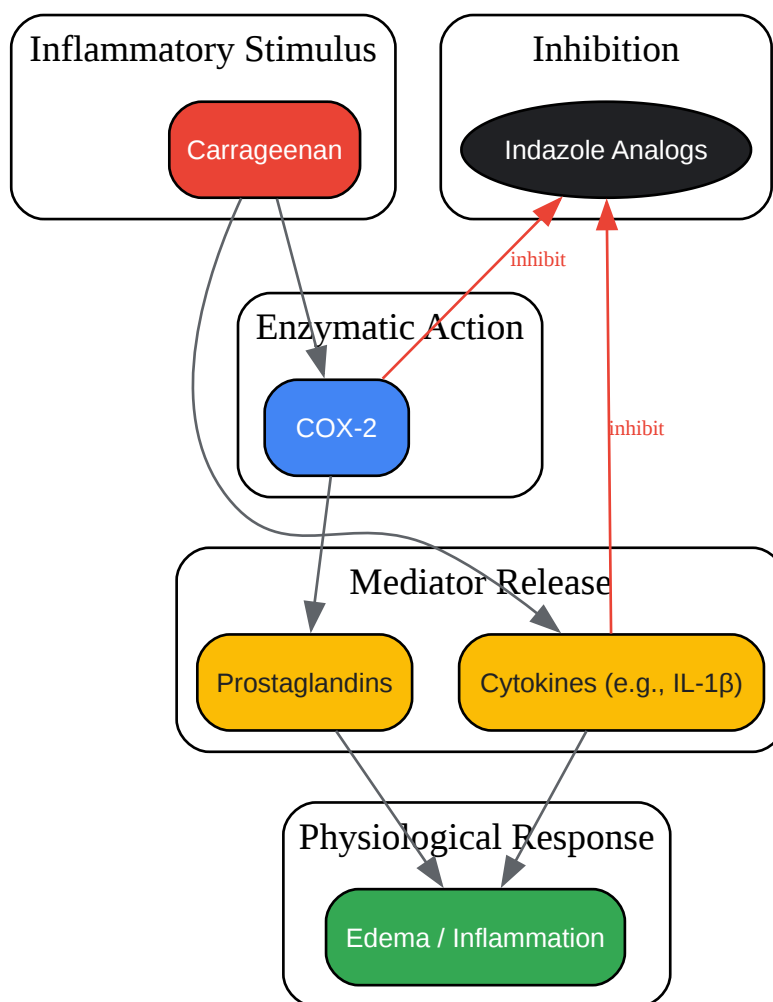 Inflammatory Stimulus
Inhibition
Carrageenan
Indazole Analogs
inhibit
Enzymatic Action
COX-2
inhibit
Mediator Release
Prostaglandins
Cytokines (e.g., IL-1β)
Physiological Response
Edema / Inflammation